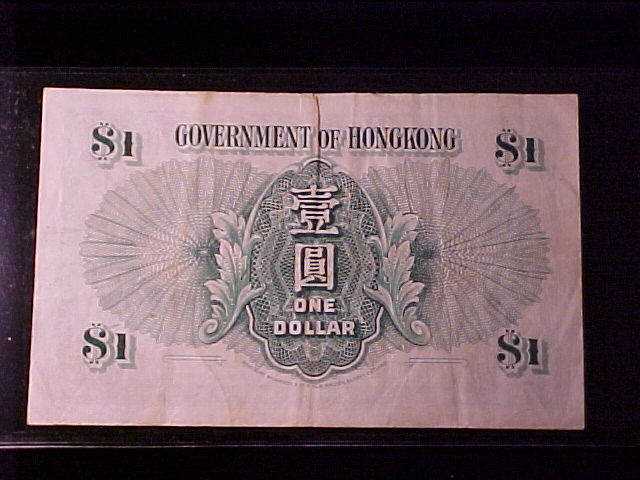 $1 GOVERNMENT OF HONGKONG $1
壹
圓
ONE
DOLLAR
$1 $1